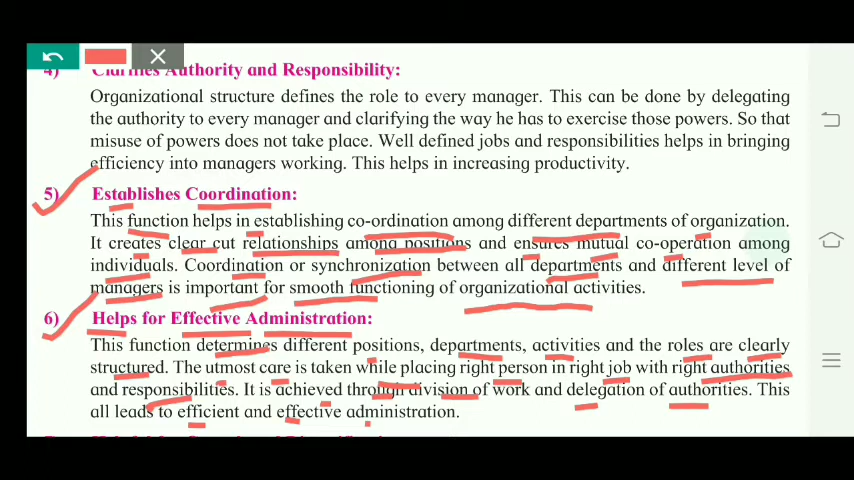 4) Clarifies Authority and Responsibility:
Organizational structure defines the role to every manager. This can be done by delegating
the authority to every manager and clarifying the way he has to exercise those powers. So that
misuse of powers does not take place. Well defined jobs and responsibilities helps in bringing
efficiency into managers working. This helps in increasing productivity.
5) Establishes Coordination:
This function helps in establishing co-ordination among different departments of organization.
It creates clear cut relationships among positions and ensures mutual co-operation among
individuals. Coordination or synchronization between all departments and different level of
managers is important for smooth functioning of organizational activities.
6) Helps for Effective Administration:
This function determines different positions, departments, activities and the roles are clearly
structured. The utmost care is taken while placing right person in right job with right authorities
and responsibilities. It is achieved through division of work and delegation of authorities. This
all leads to efficient and effective administration.